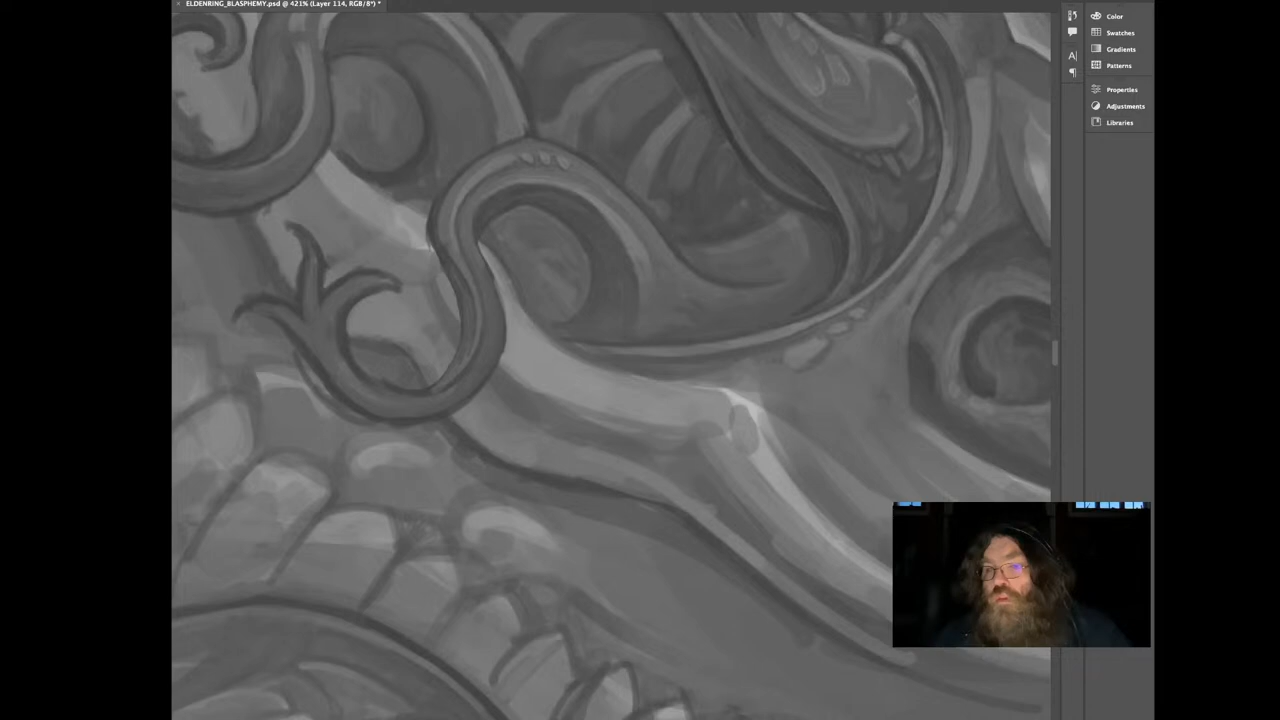 × ELDENRING_BLASPHEMY.psd @ 421% (Layer 114, RGB/8*) *
Color
Swatches
Gradients
Patterns
Properties
Adjustments
Libraries